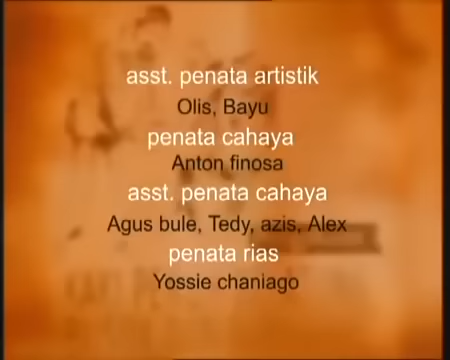 asst. penata artistik
Olis, Bayu
penata cahaya
Anton finosa
asst. penata cahaya
Agus bule, Tedy, azis, Alex
penata rias
Yossie chaniago